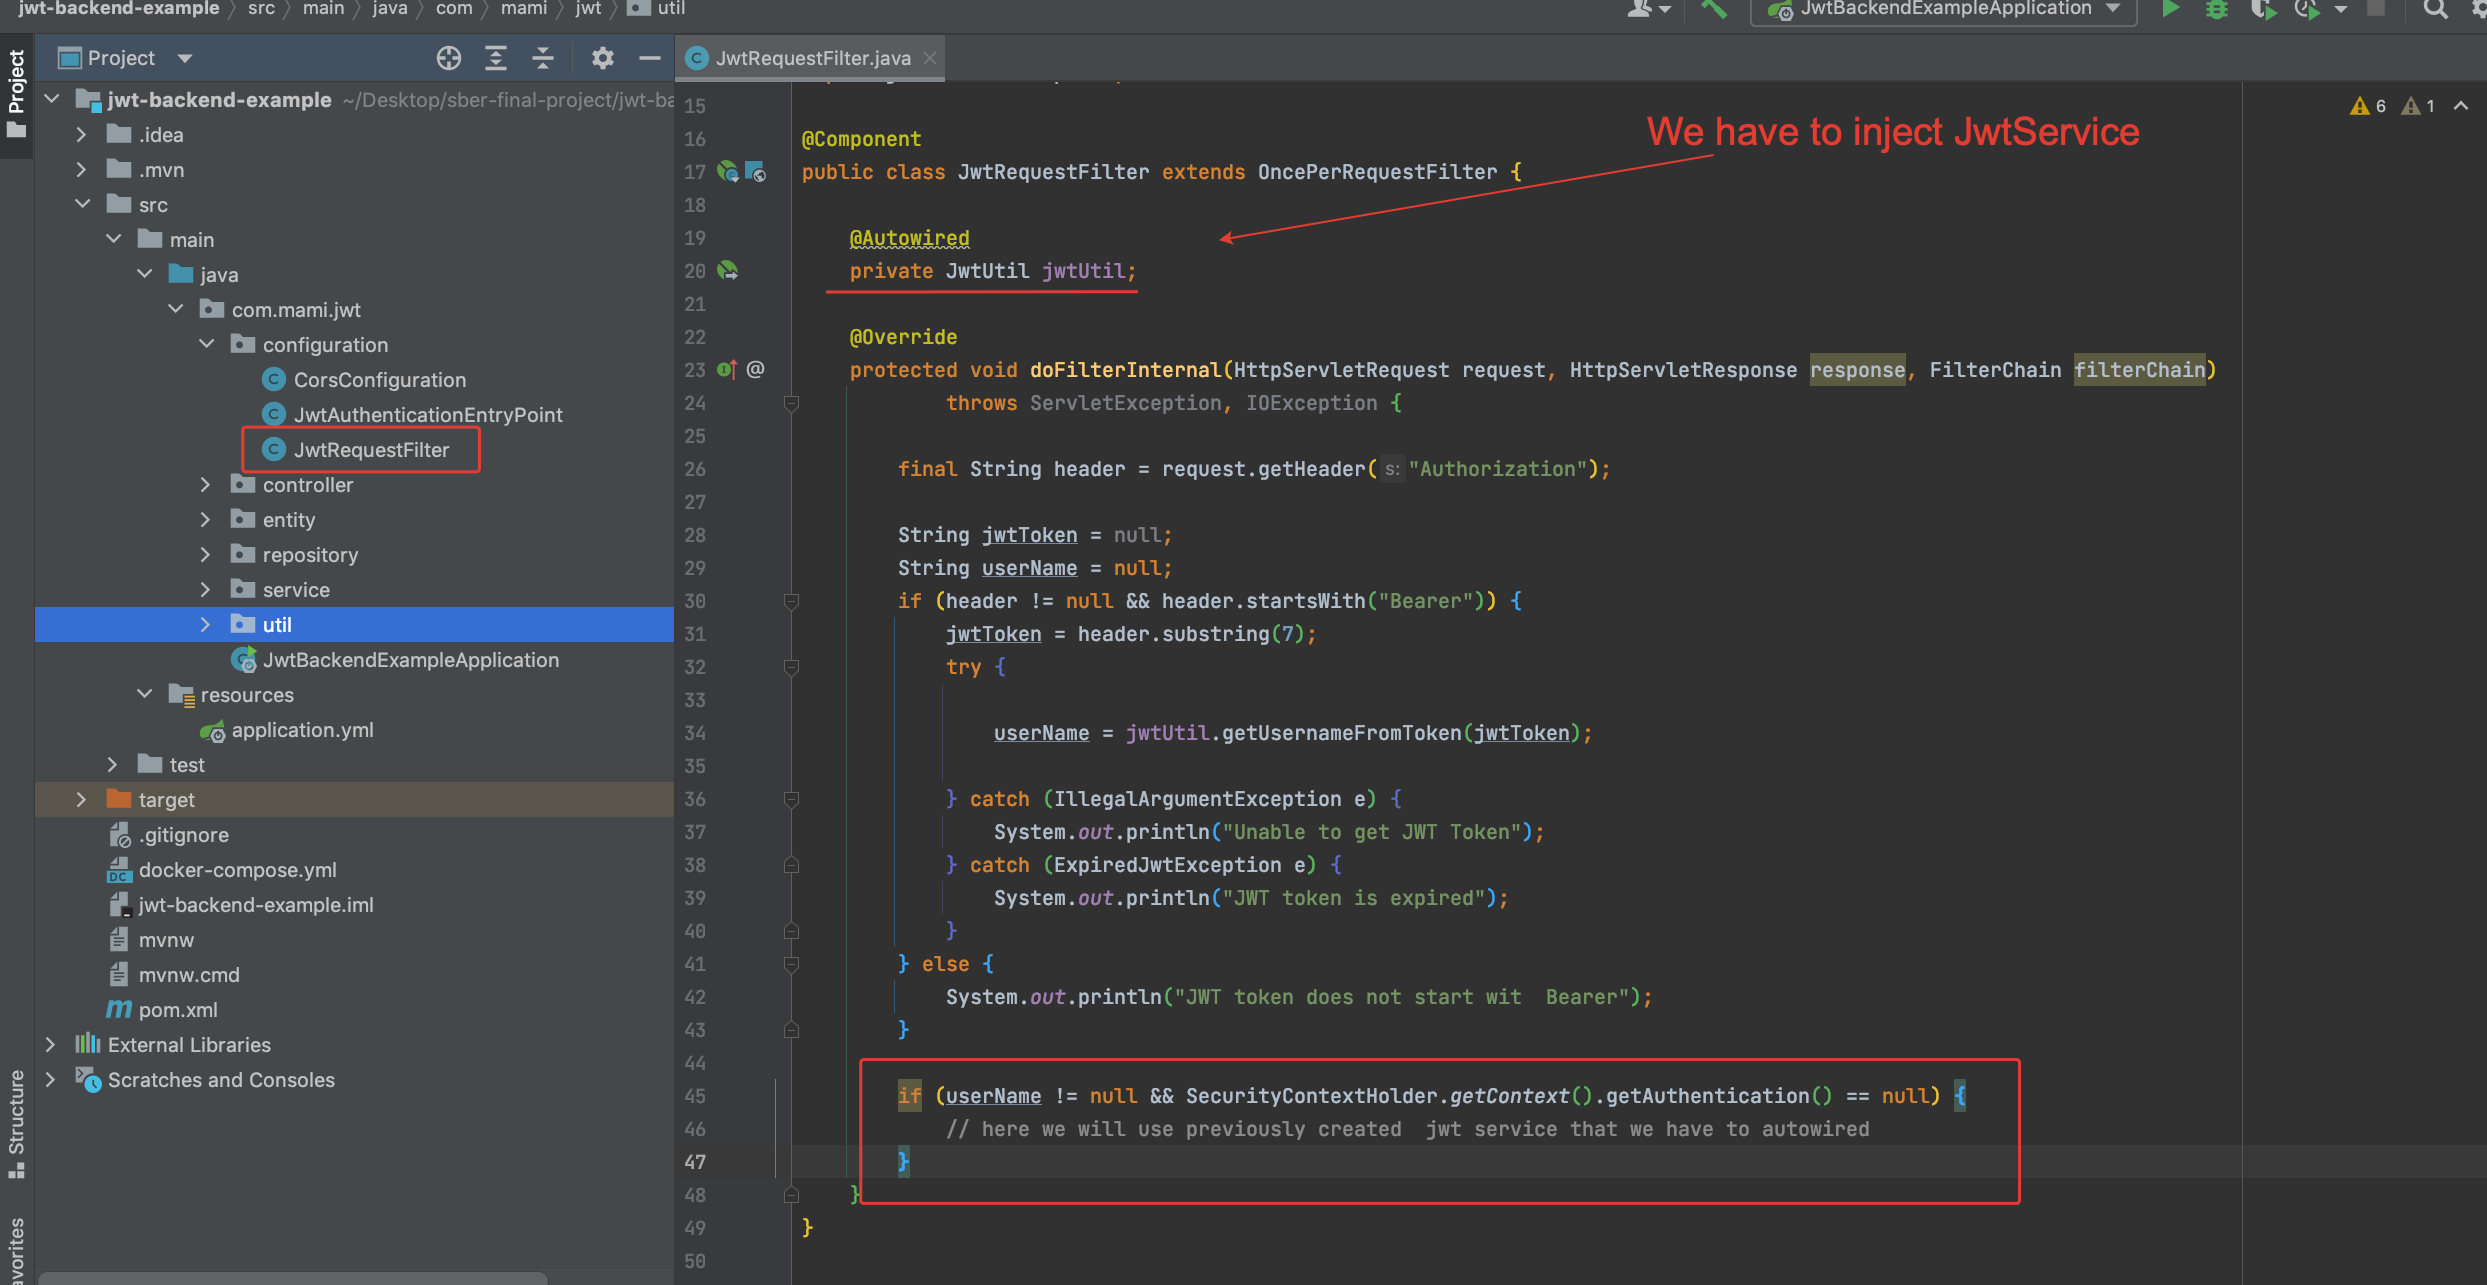 jwt-backend-example src main java com mami jwt util
JwtBackendExampleApplication
Project
JwtRequestFilter.java
Project
jwt-backend-example ~/Desktop/sber-final-project/jwt-ba
.idea
.mvn
src
main
java
com.mami.jwt
configuration
CorsConfiguration
JwtAuthenticationEntryPoint
JwtRequestFilter
controller
entity
repository
service
util
JwtBackendExampleApplication
resources
application.yml
test
target
.gitignore
docker-compose.yml
jwt-backend-example.iml
mvnw
mvnw.cmd
pom.xml
External Libraries
Scratches and Consoles
Structure
avorites
6 1
We have to inject JwtService
15
16 @Component
17 public class JwtRequestFilter extends OncePerRequestFilter {
18
19 @Autowired
20 private JwtUtil jwtUtil;
21
22 @Override
23 @ protected void doFilterInternal(HttpServletRequest request, HttpServletResponse response, FilterChain filterChain)
24 throws ServletException, IOException {
25
26 final String header = request.getHeader( s: "Authorization");
27
28 String jwtToken = null;
29 String userName = null;
30 if (header != null && header.startsWith("Bearer")) {
31 jwtToken = header.substring(7);
32 try {
33
34 userName = jwtUtil.getUsernameFromToken(jwtToken);
35
36 } catch (IllegalArgumentException e) {
37 System.out.println("Unable to get JWT Token");
38 } catch (ExpiredJwtException e) {
39 System.out.println("JWT token is expired");
40 }
41 } else {
42 System.out.println("JWT token does not start wit  Bearer");
43 }
44
45 if (userName != null && SecurityContextHolder.getContext().getAuthentication() == null) {
46 // here we will use previously created  jwt service that we have to autowired
47 }
48 }
49 }
50